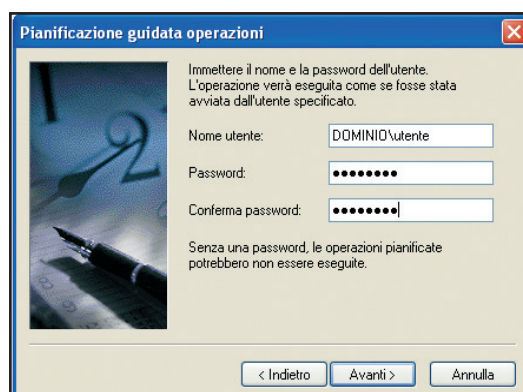 Pianificazione guidata operazioni
Immettere il nome e la password dell'utente.
L'operazione verrà eseguita come se fosse stata
avviata dall'utente specificato.
Nome utente: DOMINIO\utente
Password: ●●●●●●●●
Conferma password: ●●●●●●●●
Senza una password, le operazioni pianificate
potrebbero non essere eseguite.
< Indietro Avanti > Annulla